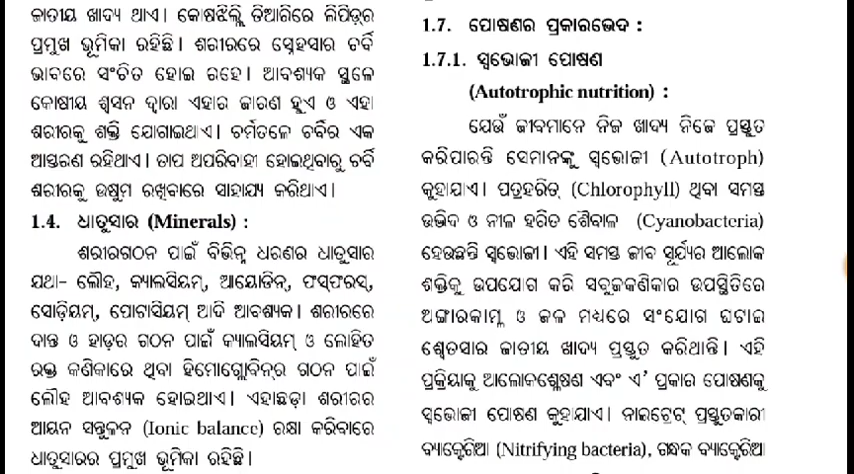 ଜାତୀୟ ଖାଦ୍ୟ ଥାଏ। କୋଷଝିଲ୍ଲି ତିଆରିରେ ଲିପିଡ୍‌ର
ପ୍ରମୁଖ ଭୂମିକା ରହିଛି। ଶରୀରରେ ସ୍ନେହସାର ଚର୍ବି
ଭାବରେ ସଂଚିତ ହୋଇ ରହେ। ଆବଶ୍ୟକ ସ୍ଥଳେ
କୋଷୀୟ ଶ୍ୱସନ ଦ୍ୱାରା ଏହାର ଜାରଣ ହୁଏ ଓ ଏହା
ଶରୀରକୁ ଶକ୍ତି ଯୋଗାଇଥାଏ। ଚର୍ମତଳେ ଚର୍ବିର ଏକ
ଆସ୍ତରଣ ରହିଥାଏ। ତାପ ଅପରିବାହୀ ହୋଇଥିବାରୁ ଚର୍ବି
ଶରୀରକୁ ଉଷୁମ ରଖିବାରେ ସାହାଯ୍ୟ କରିଥାଏ।
1.4. ଧାତୁସାର (Minerals) :
ଶରୀରଗଠନ ପାଇଁ ବିଭିନ୍ନ ଧରଣର ଧାତୁସାର
ଯଥା- ଲୌହ, କ୍ୟାଲସିୟମ୍, ଆୟୋଡିନ୍, ଫସ୍‌ଫରସ୍,
ସୋଡ଼ିୟମ୍, ପୋଟାସିୟମ୍ ଆଦି ଆବଶ୍ୟକ। ଶରୀରରେ
ଦାନ୍ତ ଓ ହାଡ଼ର ଗଠନ ପାଇଁ କ୍ୟାଲସିୟମ୍ ଓ ଲୋହିତ
ରକ୍ତ କଣିକାରେ ଥିବା ହିମୋଗ୍ଲୋବିନ୍‌ର ଗଠନ ପାଇଁ
ଲୌହ ଆବଶ୍ୟକ ହୋଇଥାଏ। ଏହାଛଡ଼ା ଶରୀରର
ଆୟନ ସନ୍ତୁଳନ (Ionic balance) ରକ୍ଷା କରିବାରେ
ଧାତୁସାରର ପ୍ରମୁଖ ଭୂମିକା ରହିଛି।
1.7. ପୋଷଣର ପ୍ରକାରଭେଦ :
1.7.1. ସ୍ୱଭୋଜୀ ପୋଷଣ
(Autotrophic nutrition) :
ଯେଉଁ ଜୀବମାନେ ନିଜ ଖାଦ୍ୟ ନିଜେ ପ୍ରସ୍ତୁତ
କରିପାରନ୍ତି ସେମାନଙ୍କୁ ସ୍ୱଭୋଜୀ (Autotroph)
କୁହାଯାଏ। ପତ୍ରହରିତ୍ (Chlorophyll) ଥିବା ସମସ୍ତ
ଉଦ୍ଭିଦ ଓ ନୀଳ ହରିତ ଶୈବାଳ (Cyanobacteria)
ହେଉଛନ୍ତି ସ୍ୱଭୋଜୀ। ଏହି ସମସ୍ତ ଜୀବ ସୂର୍ଯ୍ୟର ଆଲୋକ
ଶକ୍ତିକୁ ଉପଯୋଗ କରି ସବୁଜକଣିକାର ଉପସ୍ଥିତିରେ
ଅଙ୍ଗାରକାମ୍ଳ ଓ ଜଳ ମଧ୍ୟରେ ସଂଯୋଗ ଘଟାଇ
ଶ୍ୱେତସାର ଜାତୀୟ ଖାଦ୍ୟ ପ୍ରସ୍ତୁତ କରିଥାନ୍ତି। ଏହି
ପ୍ରକ୍ରିୟାକୁ ଆଲୋକଶ୍ଳେଷଣ ଏବଂ ଏ' ପ୍ରକାର ପୋଷଣକୁ
ସ୍ୱଭୋଜୀ ପୋଷଣ କୁହାଯାଏ। ନାଇଟ୍ରେଟ୍ ପ୍ରସ୍ତୁତକାରୀ
ବ୍ୟାକ୍ଟେରିଆ (Nitrifying bacteria), ଗନ୍ଧକ ବ୍ୟାକ୍ଟେରିଆ